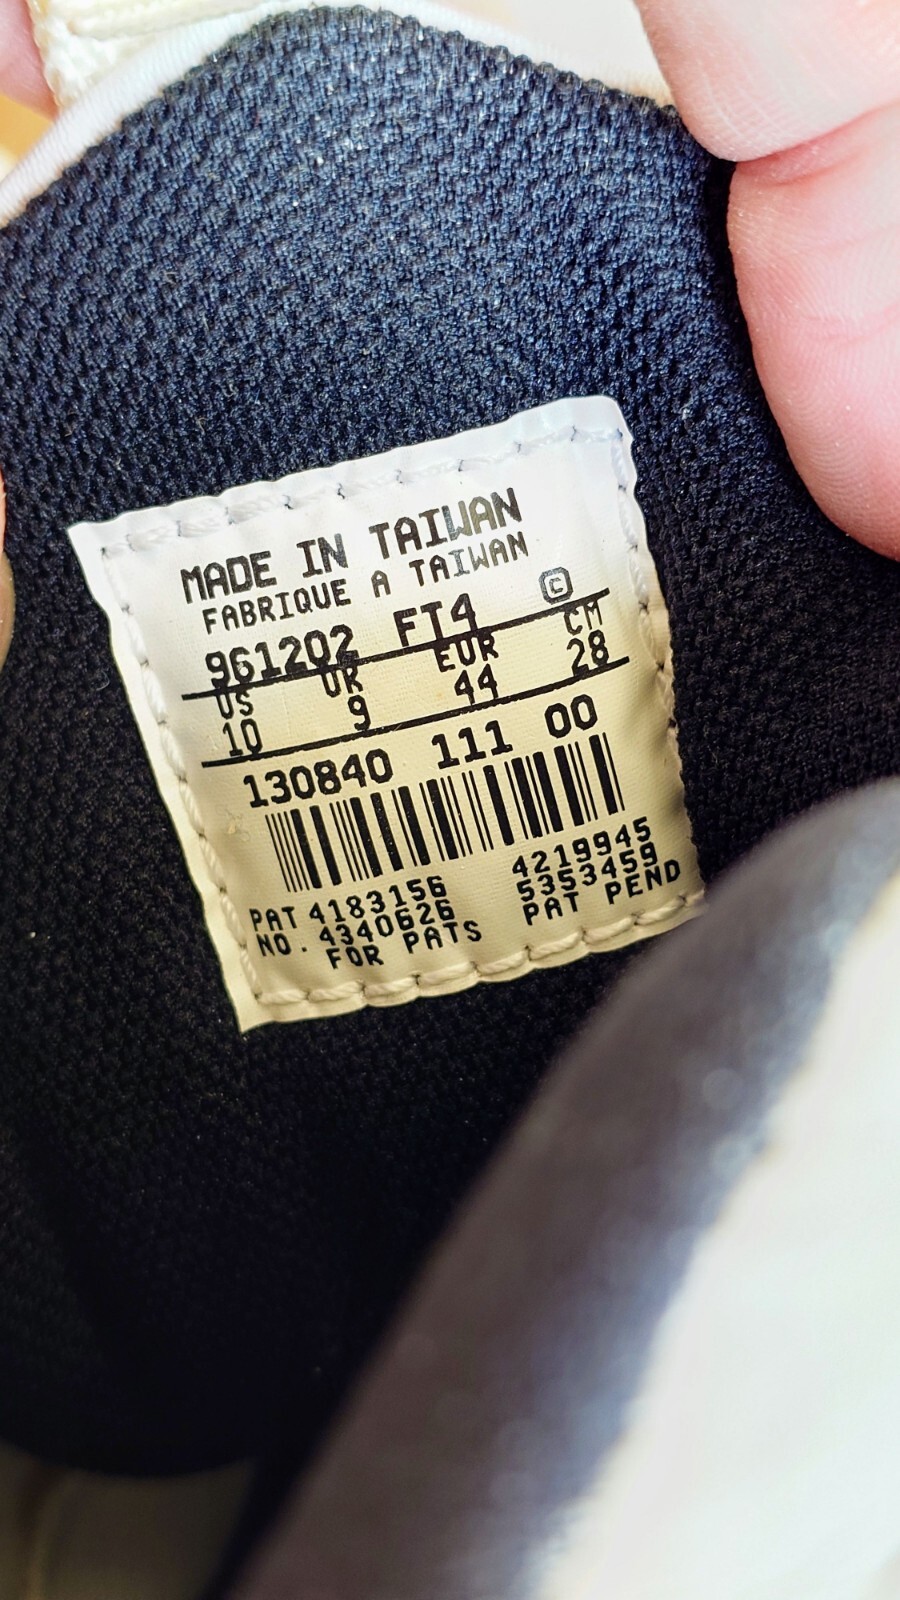 MADE IN TAIWAN
FABRIQUE A TAIWAN
961202 FT4 ©
US UK EUR CM
10 9 44 28
130840 111 00
PAT 4183156 4219945
NO. 4340626 5353459
FOR PATS PAT PEND